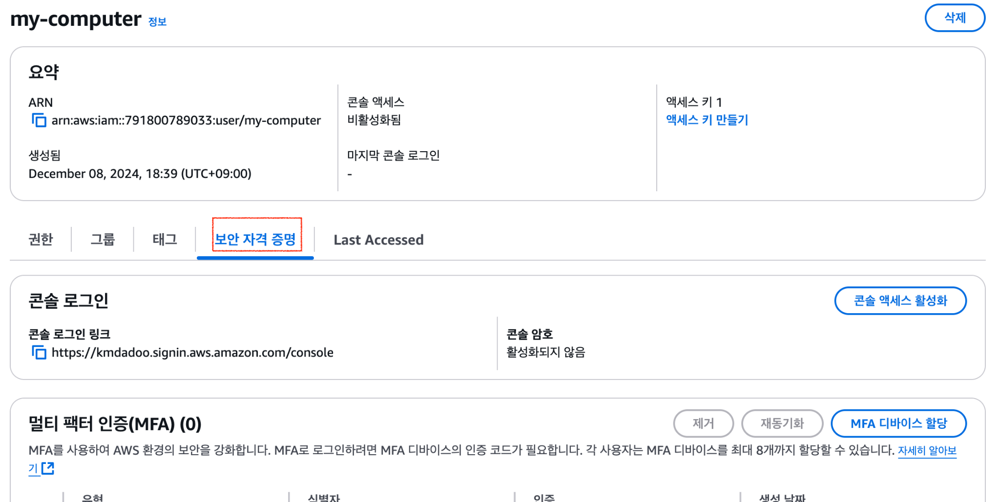 my-computer 정보
삭제
요약
ARN
arn:aws:iam::791800789033:user/my-computer
생성됨
December 08, 2024, 18:39 (UTC+09:00)
콘솔 액세스
비활성화됨
마지막 콘솔 로그인
-
액세스 키 1
액세스 키 만들기
권한
그룹
태그
보안 자격 증명
Last Accessed
콘솔 로그인
콘솔 액세스 활성화
콘솔 로그인 링크
https://kmdadoo.signin.aws.amazon.com/console
콘솔 암호
활성화되지 않음
멀티 팩터 인증(MFA) (0)
제거
재동기화
MFA 디바이스 할당
MFA를 사용하여 AWS 환경의 보안을 강화합니다. MFA로 로그인하려면 MFA 디바이스의 인증 코드가 필요합니다. 각 사용자는 MFA 디바이스를 최대 8개까지 할당할 수 있습니다. 자세히 알아보
기
유형
식별자
인증
생성 날짜